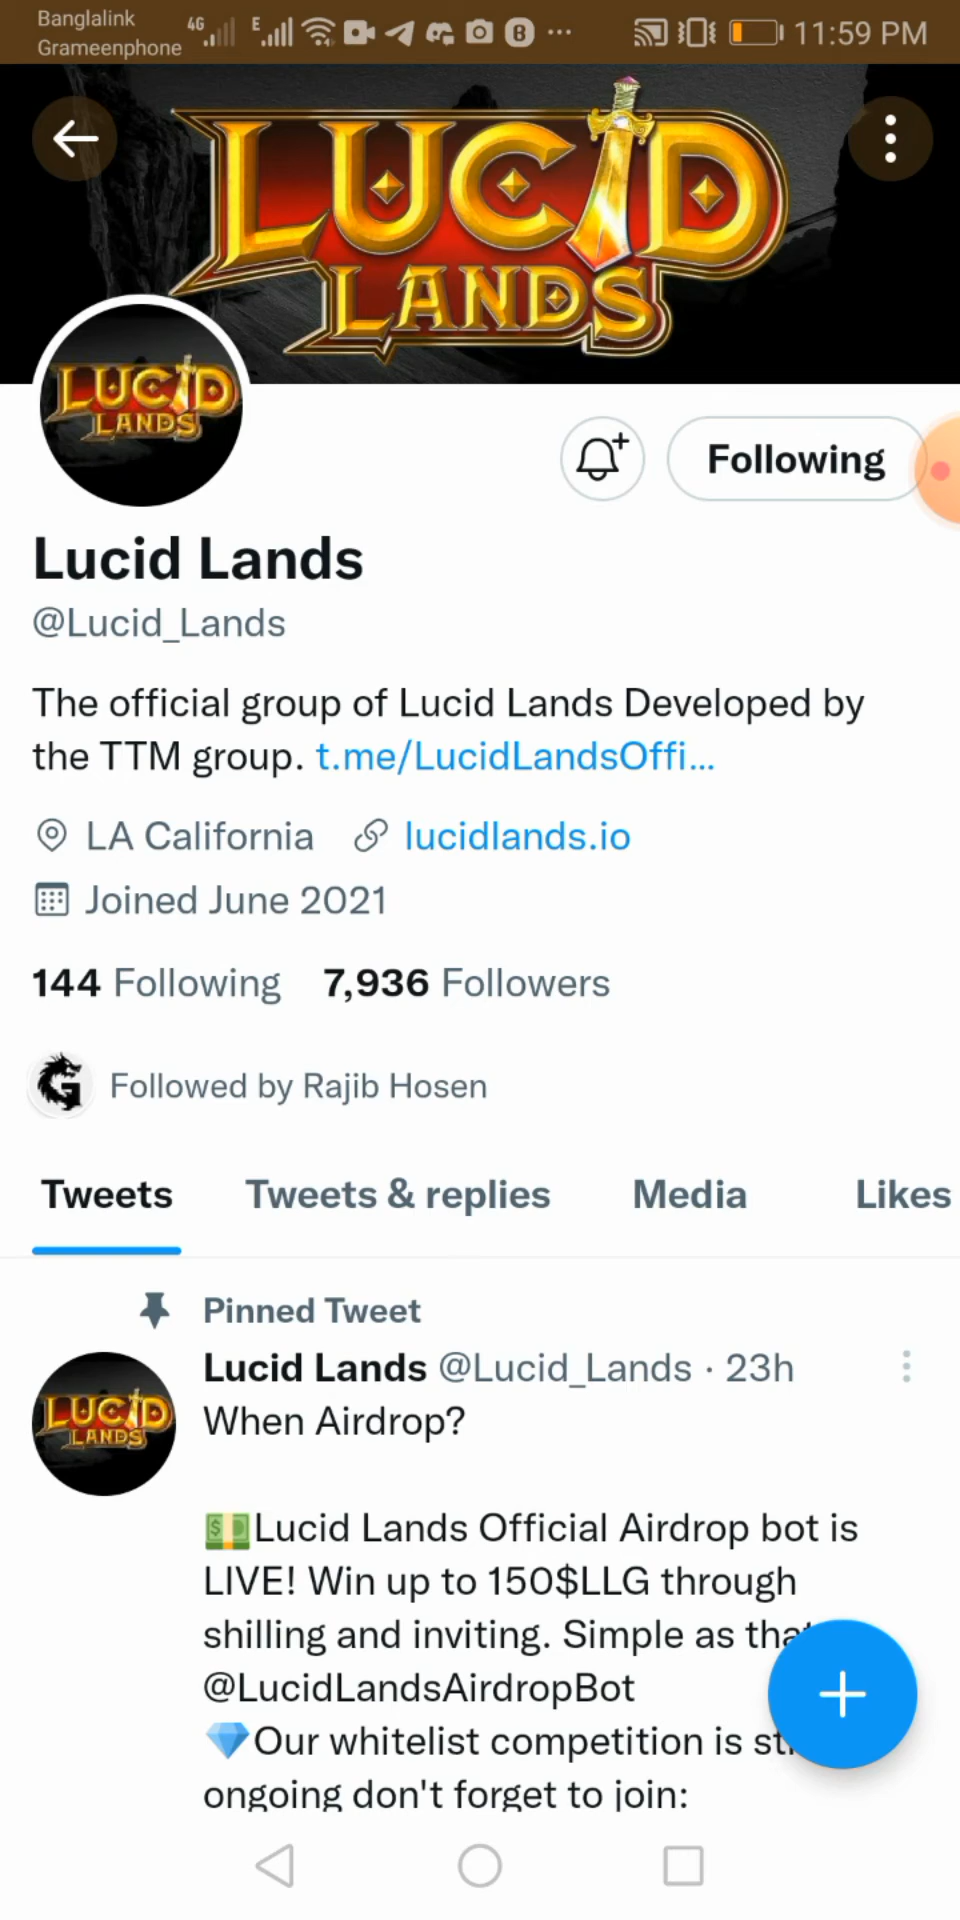 Banglalink
Grameenphone
4G
E
B
11:59 PM
LUCID
LANDS
LUCID
LANDS
Following
Lucid Lands
@Lucid_Lands
The official group of Lucid Lands Developed by
the TTM group. t.me/LucidLandsOffi...
LA California lucidlands.io
Joined June 2021
144 Following 7,936 Followers
G
Followed by Rajib Hosen
Tweets Tweets & replies Media Likes
Pinned Tweet
Lucid Lands @Lucid_Lands · 23h
LUCID
LANDS
When Airdrop?
💵Lucid Lands Official Airdrop bot is
LIVE! Win up to 150$LLG through
shilling and inviting. Simple as
@LucidLandsAirdropBot
💎Our whitelist competition is
ongoing don't forget to join: